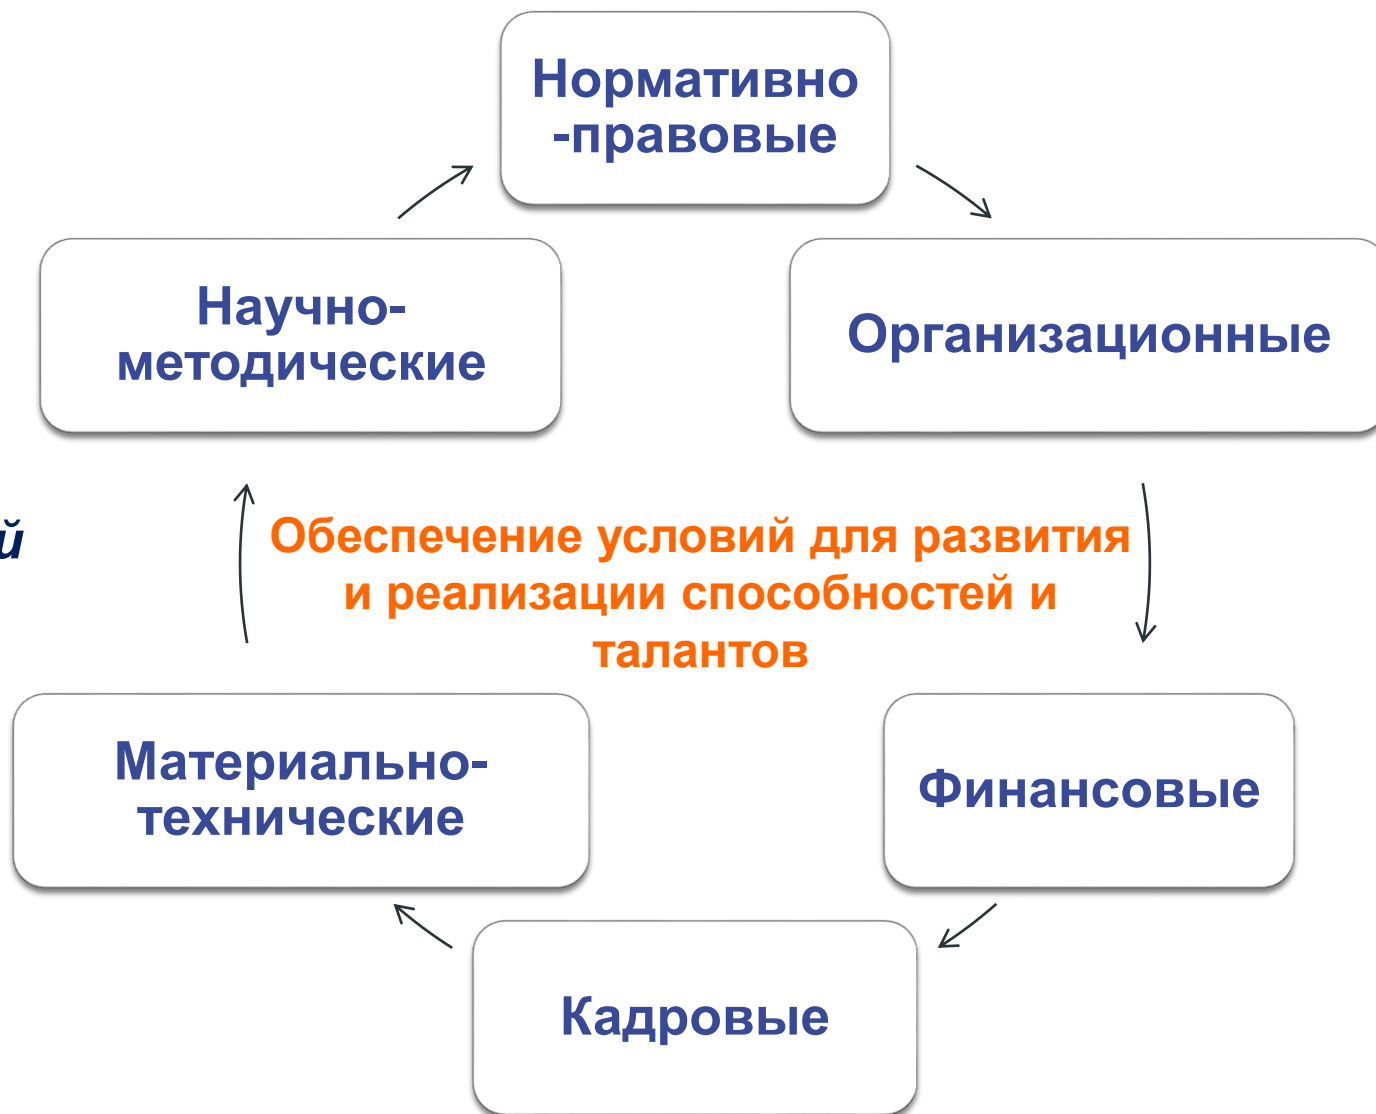 Нормативно
-правовые
Научно-
методические
Организационные
й
Обеспечение условий для развития
и реализации способностей и
талантов
Материально-
технические
Финансовые
Кадровые